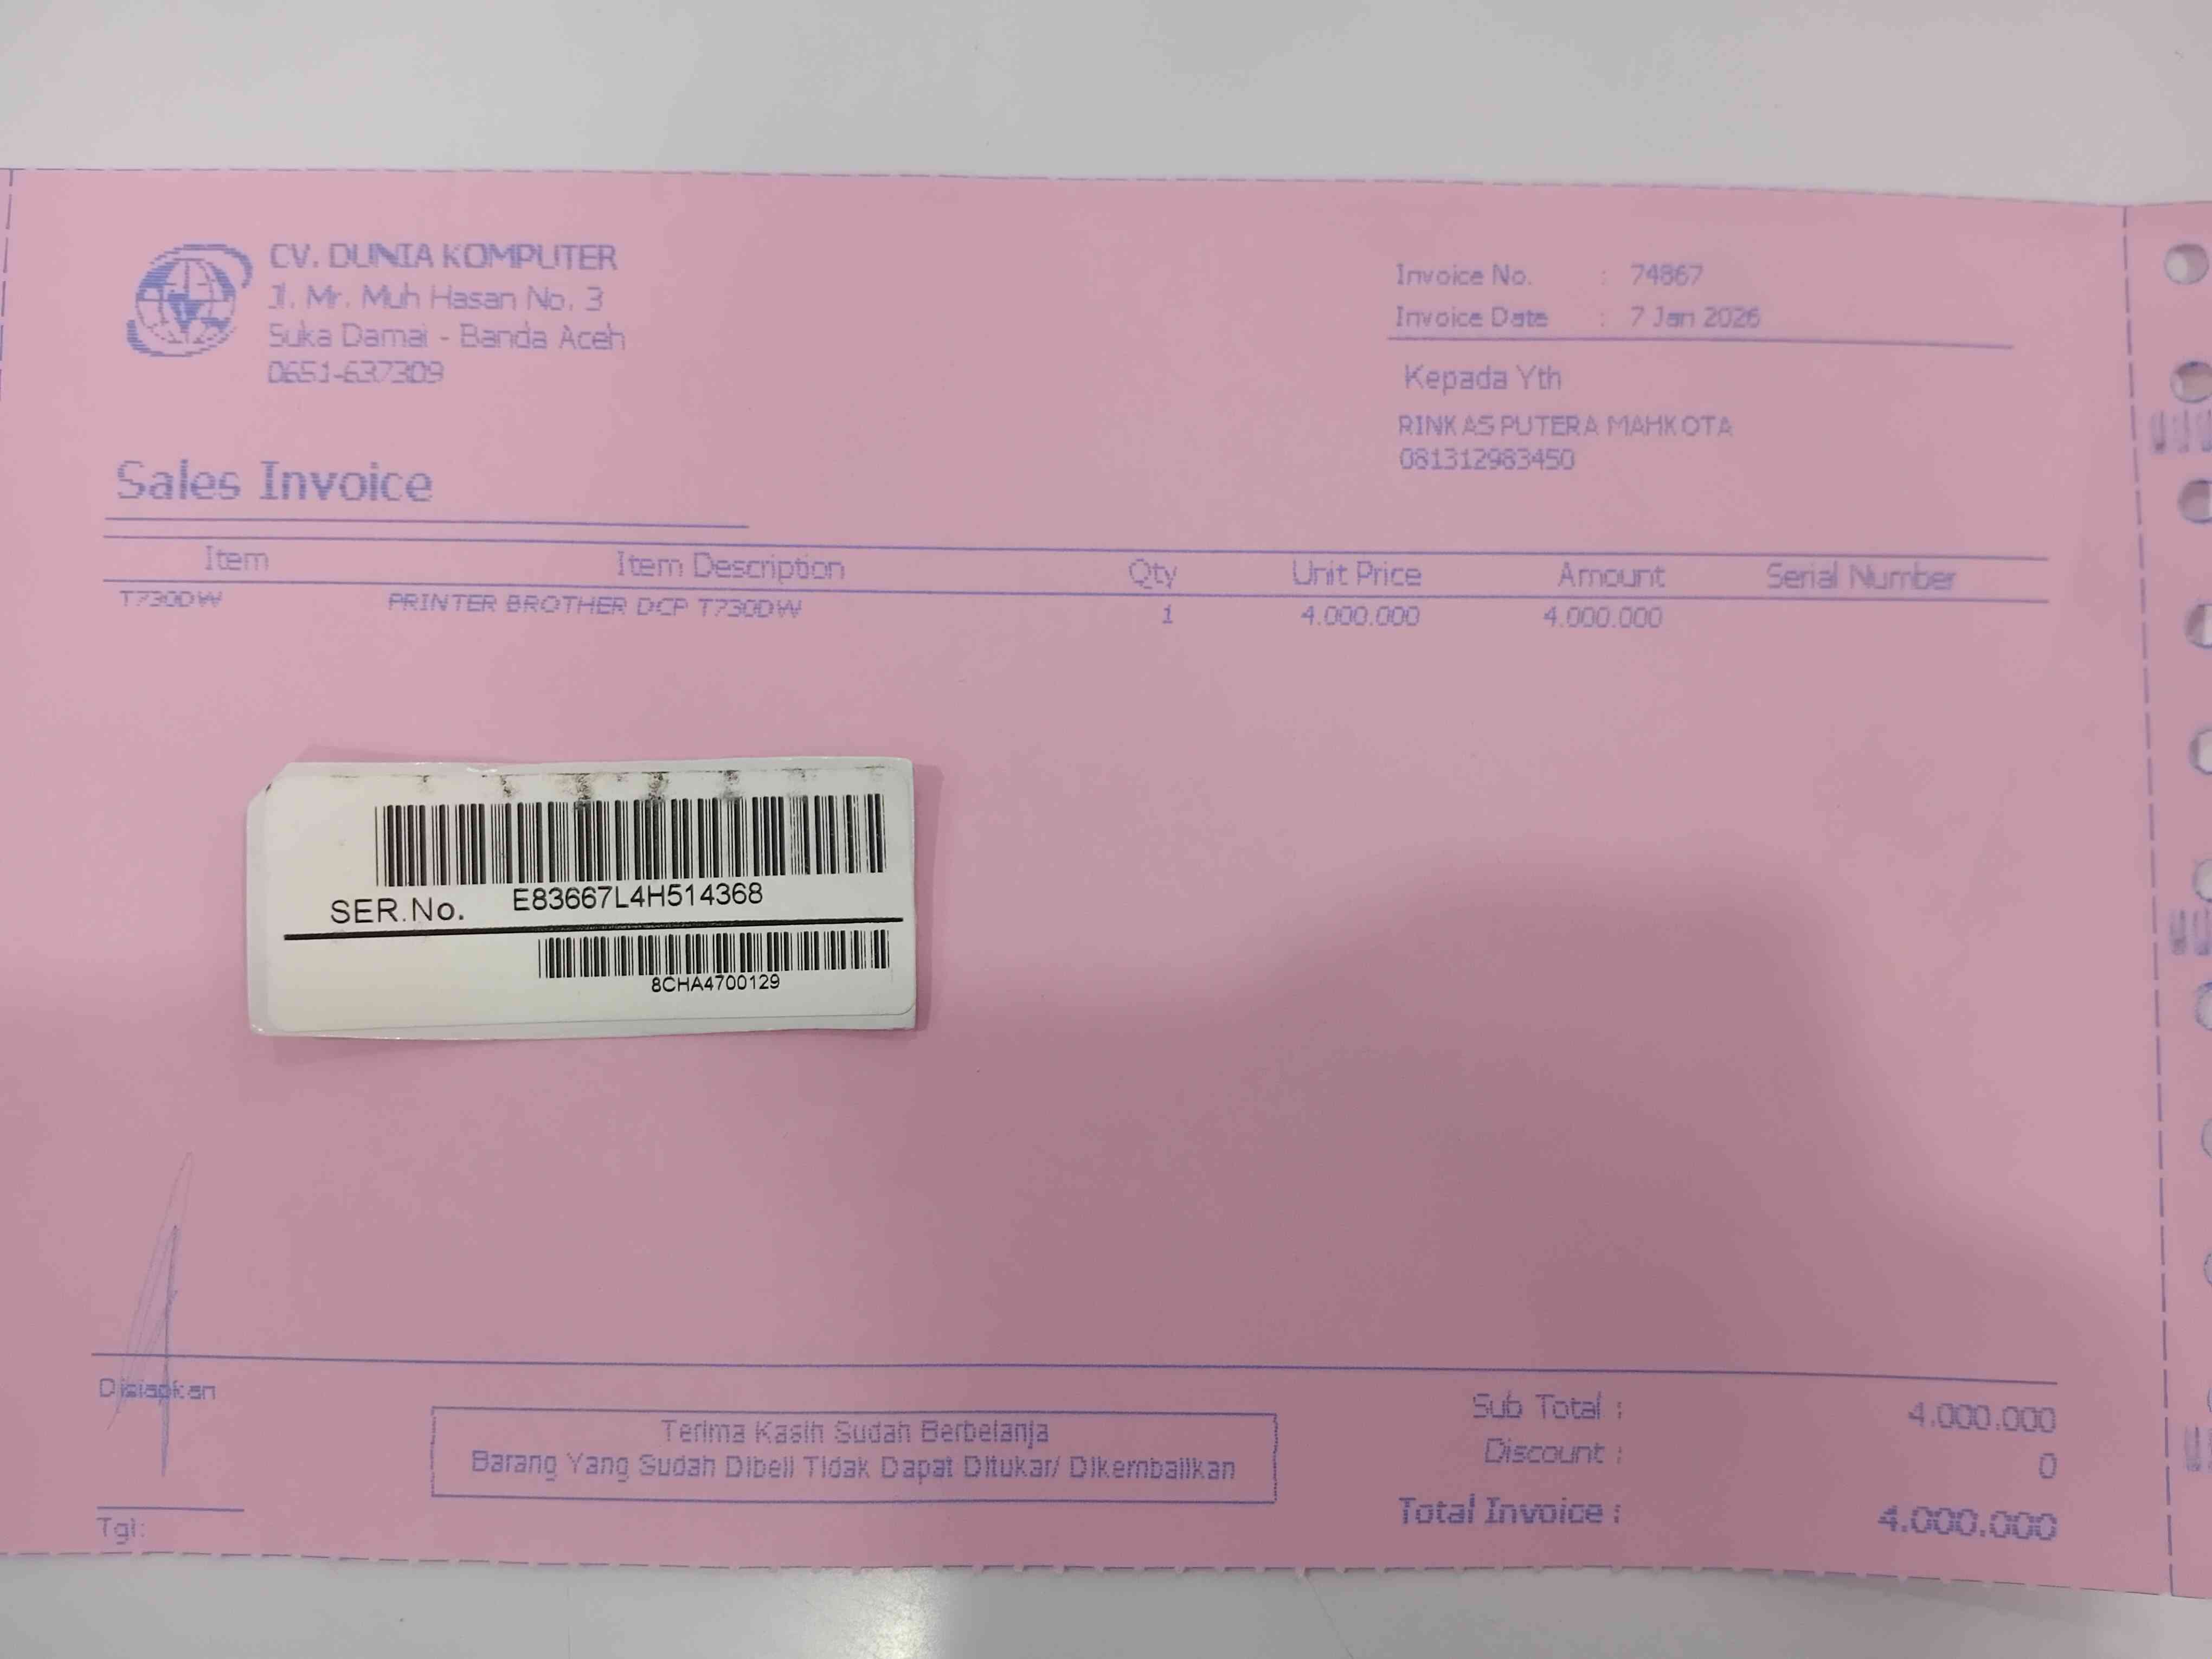 CV. DUNIA KOMPUTER
Jl. Mr. Muh Hasan No. 3
Suka Damai - Banda Aceh
0651-637309
Invoice No. : 74867
Invoice Date : 7 Jan 2026
Kepada Yth
RINKAS PUTERA MAHKOTA
081312983450
Sales Invoice
Item Item Description Qty Unit Price Amount Serial Number
T730DW PRINTER BROTHER DCP T730DW 1 4.000.000 4.000.000
SER.No. E83667L4H514368
8CHA4700129
Disiapkan
Tgl:
Terima Kasih Sudah Berbelanja
Barang Yang Sudah Dibeli Tidak Dapat Ditukar/ Dikembalikan
Sub Total : 4.000.000
Discount : 0
Total Invoice : 4.000.000